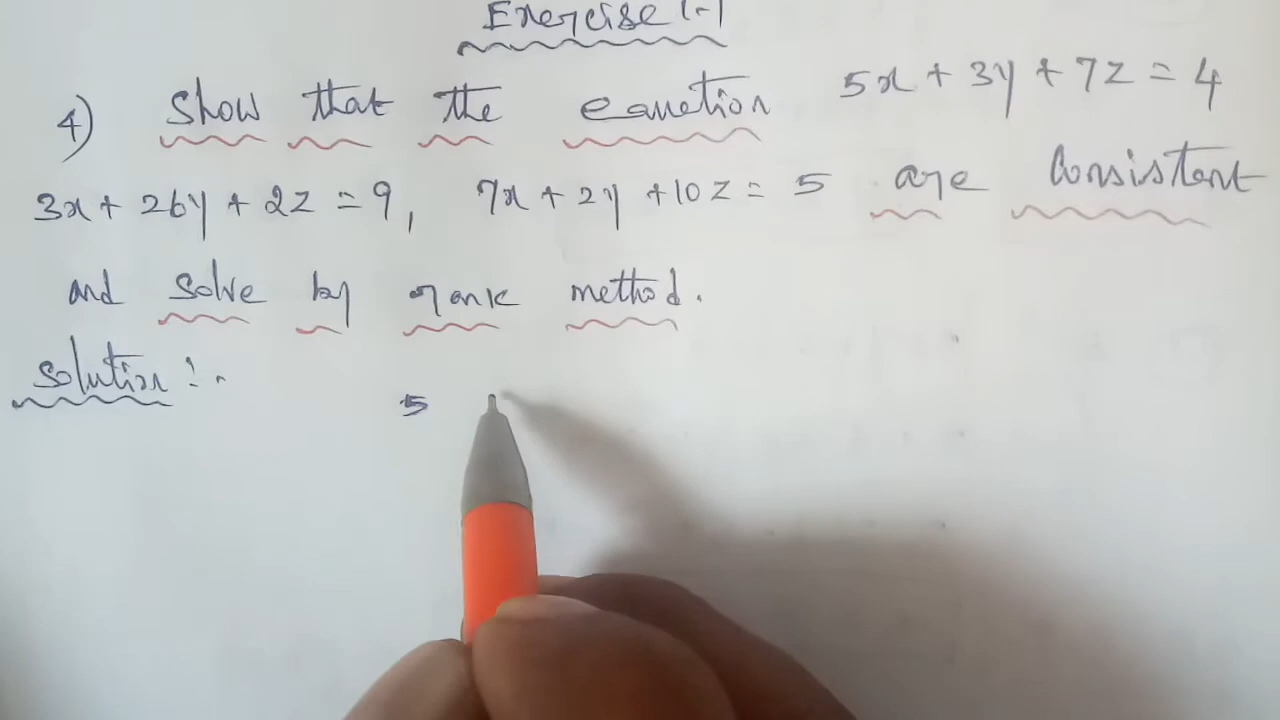 Exercise 1.1
4) Show that the equation 5x + 3y + 7z = 4
3x + 26y + 2z = 9, 7x + 2y + 10z = 5 are consistent
and solve by rank method.
Solution :-
5